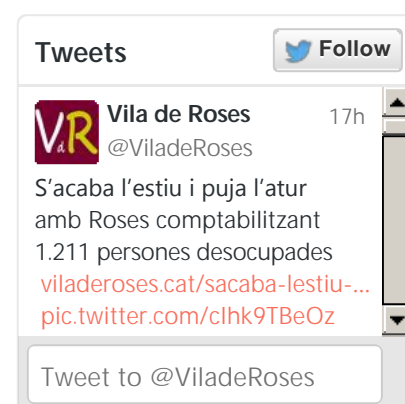 Tweets
Follow
VdR
Vila de Roses 17h
@ViladeRoses
S'acaba l'estiu i puja l'atur
amb Roses comptabilitzant
1.211 persones desocupades
viladeroses.cat/sacaba-lestiu-...
pic.twitter.com/cIhk9TBeOz
Tweet to @ViladeRoses